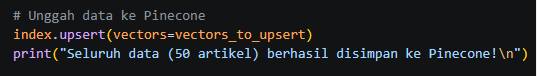 # Unggah data ke Pinecone
index.upsert(vectors=vectors_to_upsert)
print("Seluruh data (50 artikel) berhasil disimpan ke Pinecone!\n")